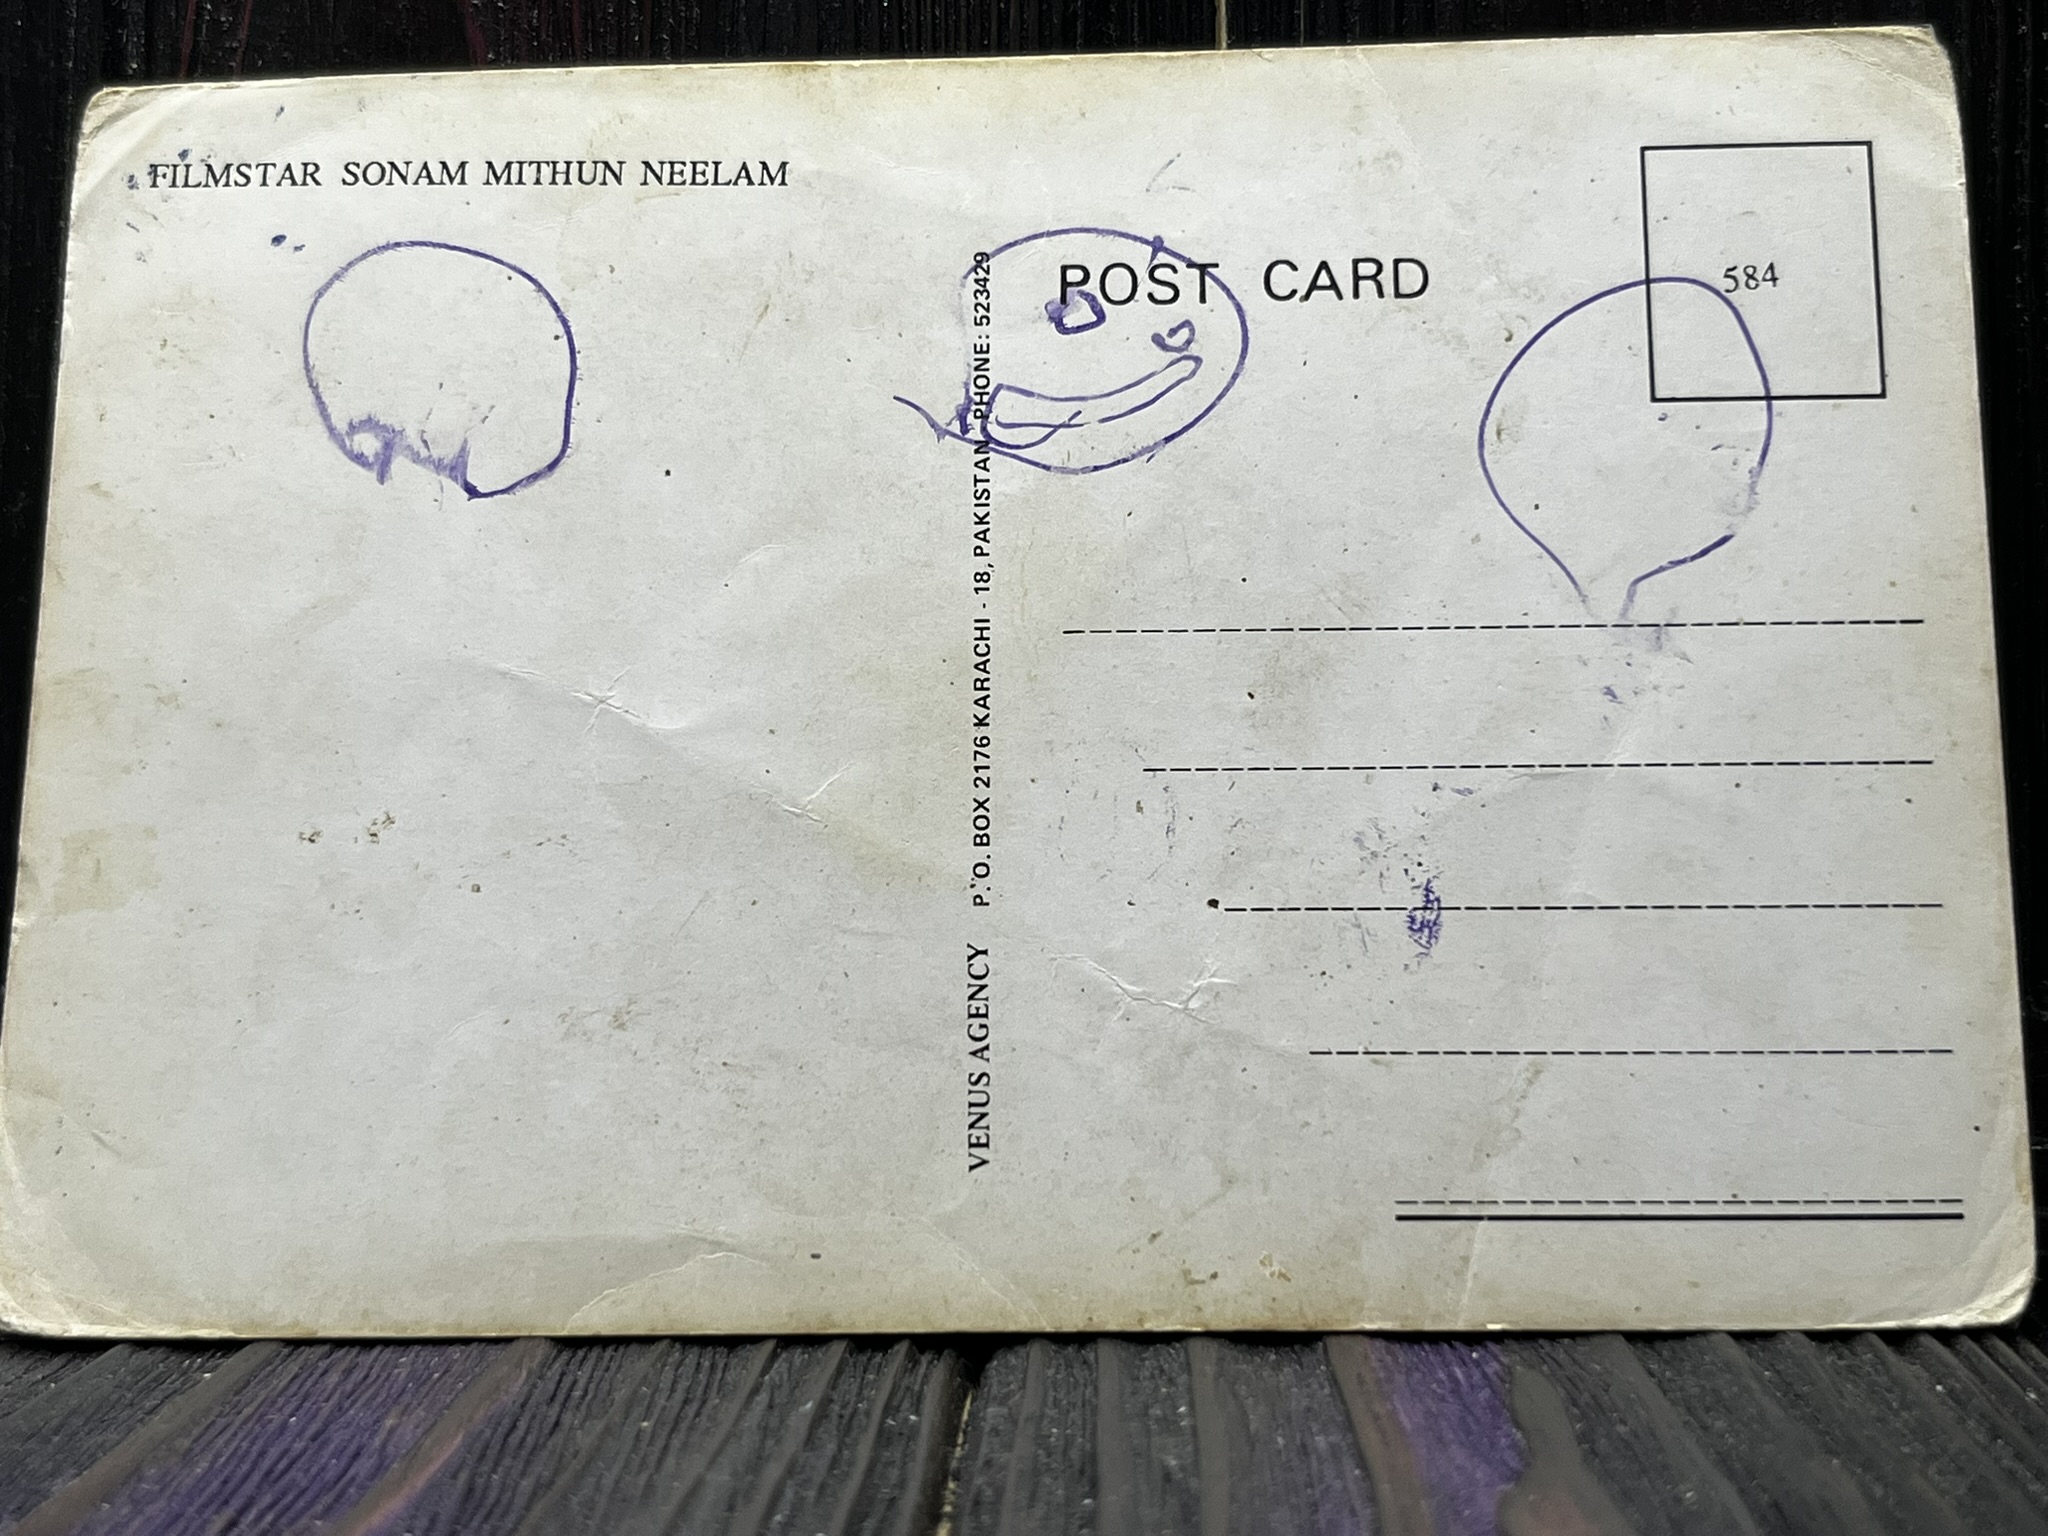 FILMSTAR SONAM MITHUN NEELAM
VENUS AGENCY P. O. BOX 2176 KARACHI - 18, PAKISTAN PHONE: 523429
POST CARD
584